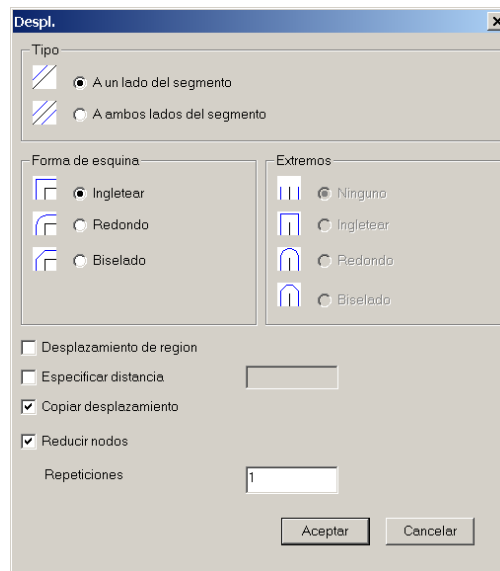 Despl.
Tipo
A un lado del segmento
A ambos lados del segmento
Forma de esquina
Ingletear
Redondo
Biselado
Extremos
Ninguno
Ingletear
Redondo
Biselado
Desplazamiento de region
Especificar distancia
Copiar desplazamiento
Reducir nodos
Repeticiones
1
Aceptar
Cancelar